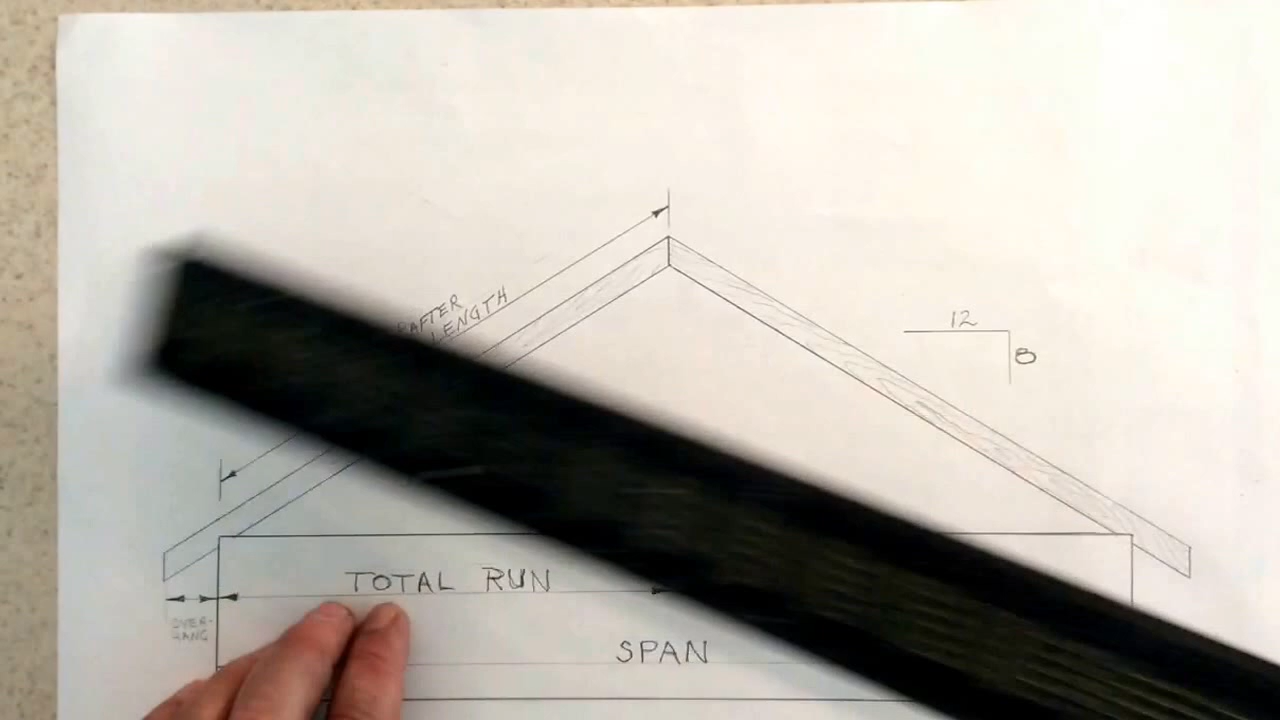 RAFTER
LENGTH
12
8
TOTAL RUN
OVER-
HANG
SPAN